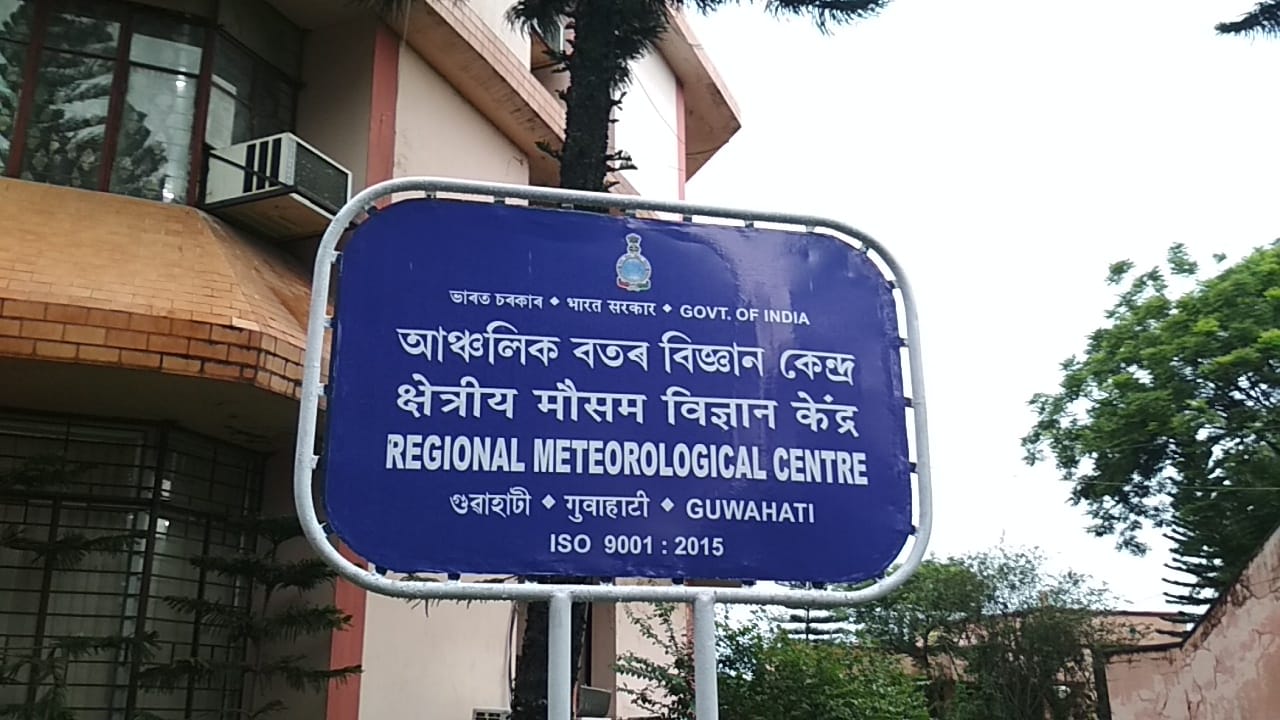 ভাৰত চৰকাৰ ◆ भारत सरकार ◆ GOVT. OF INDIA
আঞ্চলিক বতৰ বিজ্ঞান কেন্দ্ৰ
क्षेत्रीय मौसम विज्ञान केंद्र
REGIONAL METEOROLOGICAL CENTRE
গুৱাহাটী ◆ गुवाहाटी ◆ GUWAHATI
ISO 9001 : 2015